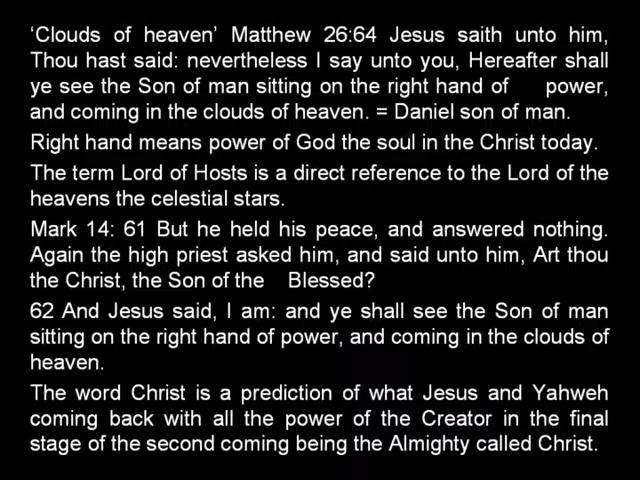 ‘Clouds of heaven’ Matthew 26:64 Jesus saith unto him,
Thou hast said: nevertheless I say unto you, Hereafter shall
ye see the Son of man sitting on the right hand of power,
and coming in the clouds of heaven. = Daniel son of man.
Right hand means power of God the soul in the Christ today.
The term Lord of Hosts is a direct reference to the Lord of the
heavens the celestial stars.
Mark 14: 61 But he held his peace, and answered nothing.
Again the high priest asked him, and said unto him, Art thou
the Christ, the Son of the Blessed?
62 And Jesus said, I am: and ye shall see the Son of man
sitting on the right hand of power, and coming in the clouds of
heaven.
The word Christ is a prediction of what Jesus and Yahweh
coming back with all the power of the Creator in the final
stage of the second coming being the Almighty called Christ.